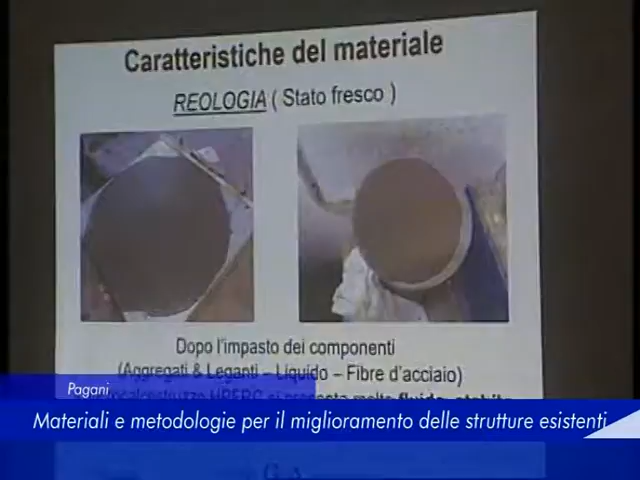 Caratteristiche del materiale
REOLOGIA ( Stato fresco )
Dopo l'impasto dei componenti
(Aggregati & Leganti – Liquido – Fibre d'acciaio)
Pagani
Materiali e metodologie per il miglioramento delle strutture esistenti